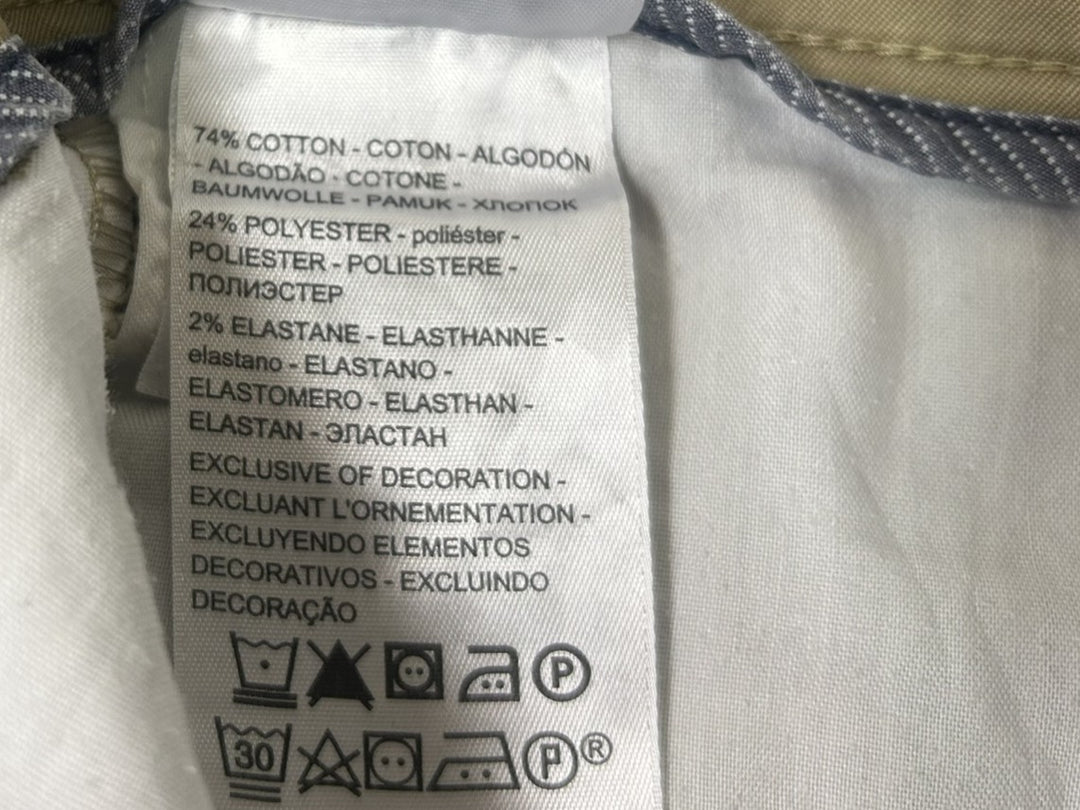 74% COTTON - COTON - ALGODÓN
- ALGODÃO - COTONE -
BAUMWOLLE - PAMUK - ХЛОПОК
24% POLYESTER - poliéster -
POLIESTER - POLIESTERE -
ПОЛИЭСТЕР
2% ELASTANE - ELASTHANNE -
elastano - ELASTANO -
ELASTOMERO - ELASTHAN -
ELASTAN - ЭЛАСТАН
EXCLUSIVE OF DECORATION -
EXCLUANT L'ORNEMENTATION -
EXCLUYENDO ELEMENTOS
DECORATIVOS - EXCLUINDO
DECORAÇÃO
P
30 P ®